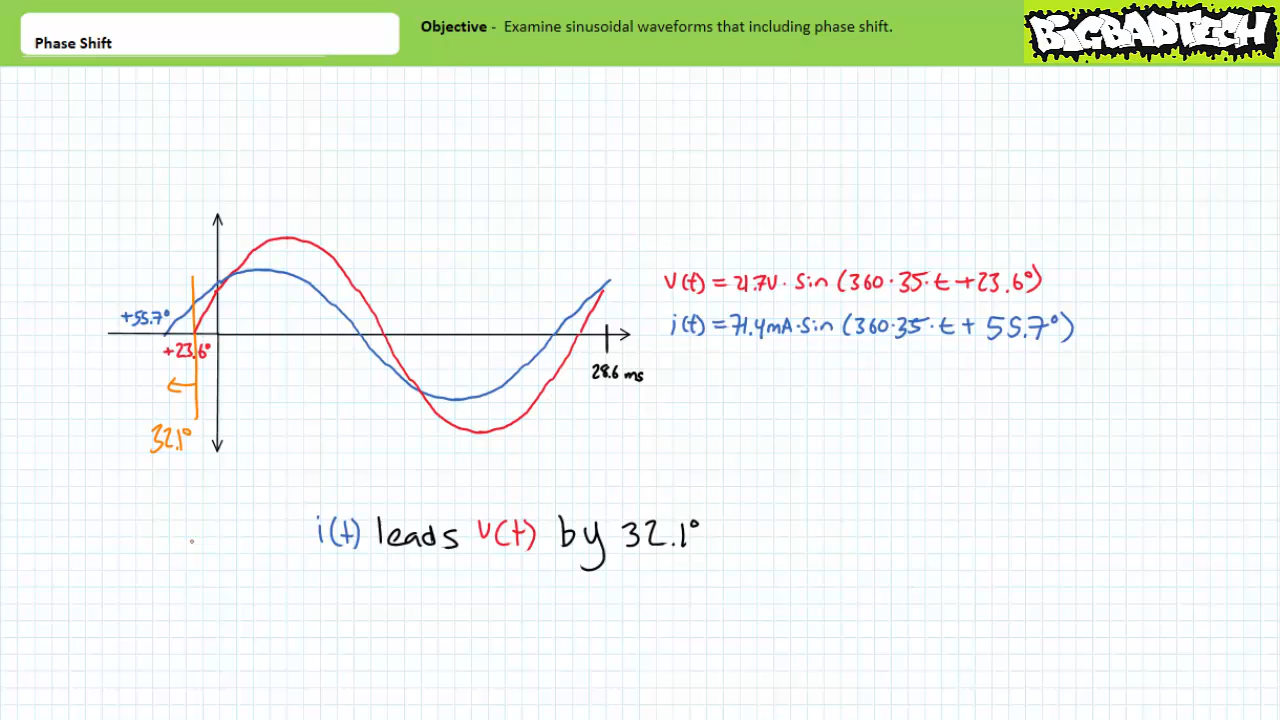 Phase Shift
Objective - Examine sinusoidal waveforms that including phase shift.
BIGBADTECH
v(t) = 21.7V · sin (360·35·t+23.6°)
i(t) = 71.4mA·sin (360·35·t + 55.7°)
+55.7°
+23.6°
28.6 ms
32.1°
i(t) leads v(t) by 32.1°